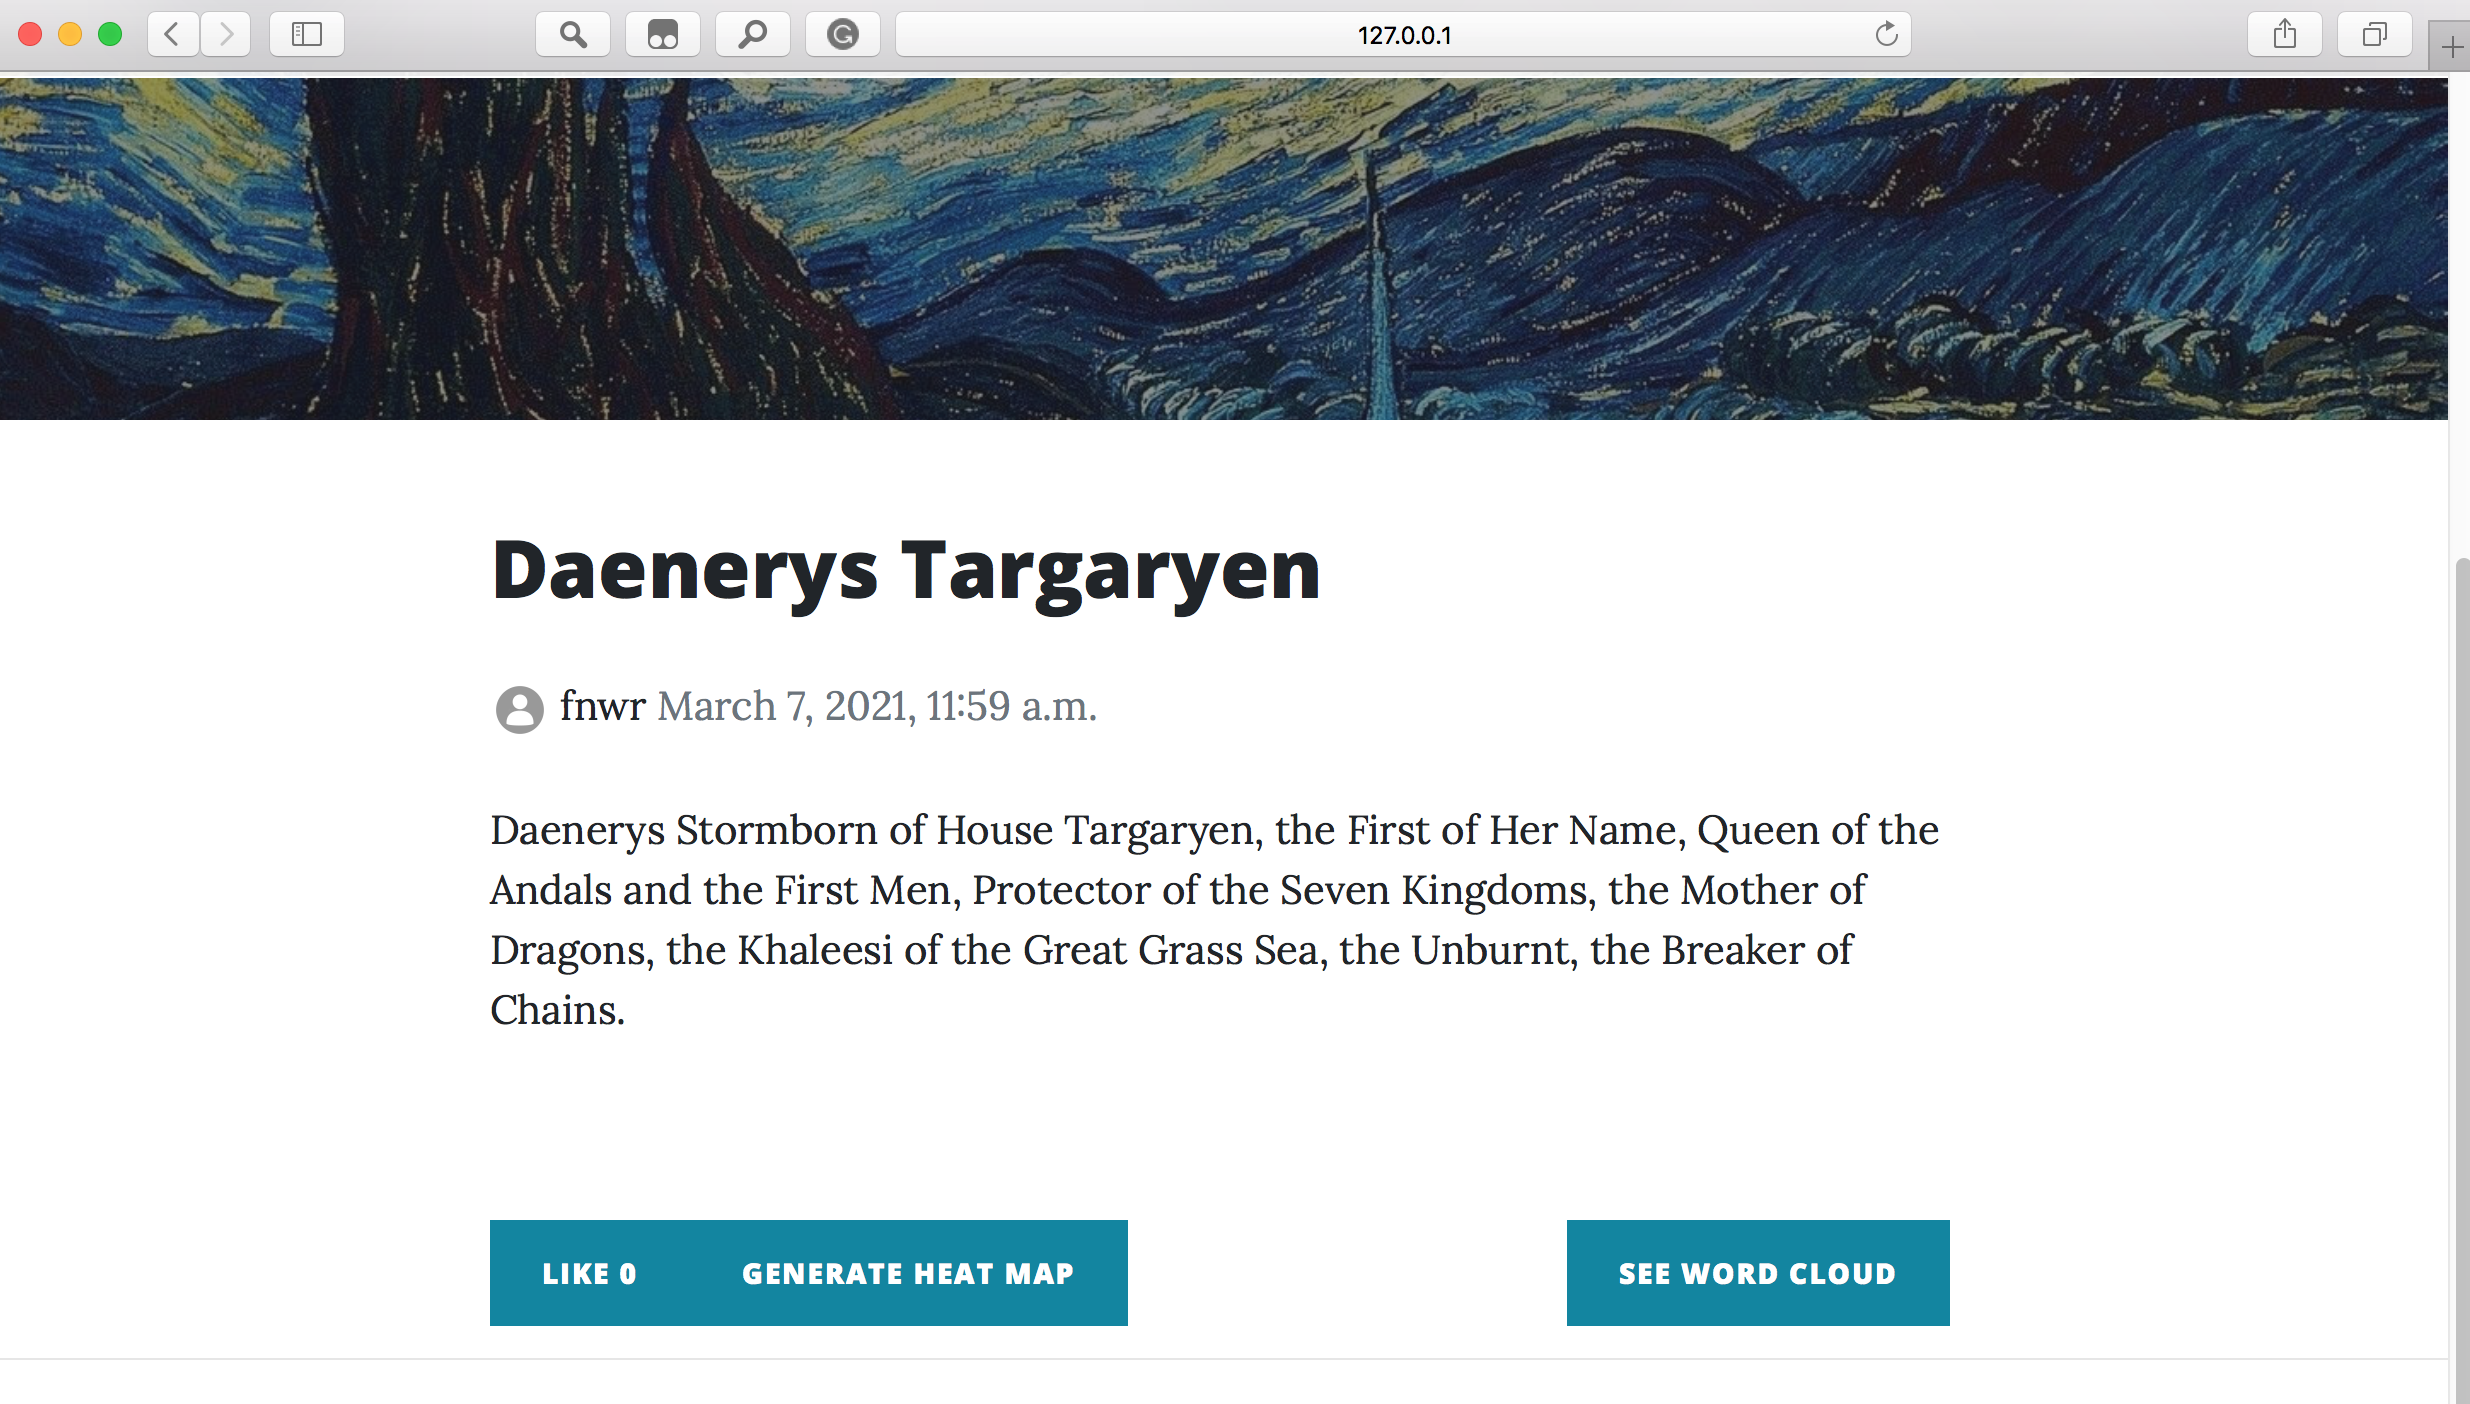 127.0.0.1
Daenerys Targaryen
fnwr March 7, 2021, 11:59 a.m.
Daenerys Stormborn of House Targaryen, the First of Her Name, Queen of the
Andals and the First Men, Protector of the Seven Kingdoms, the Mother of
Dragons, the Khaleesi of the Great Grass Sea, the Unburnt, the Breaker of
Chains.
LIKE 0 GENERATE HEAT MAP SEE WORD CLOUD